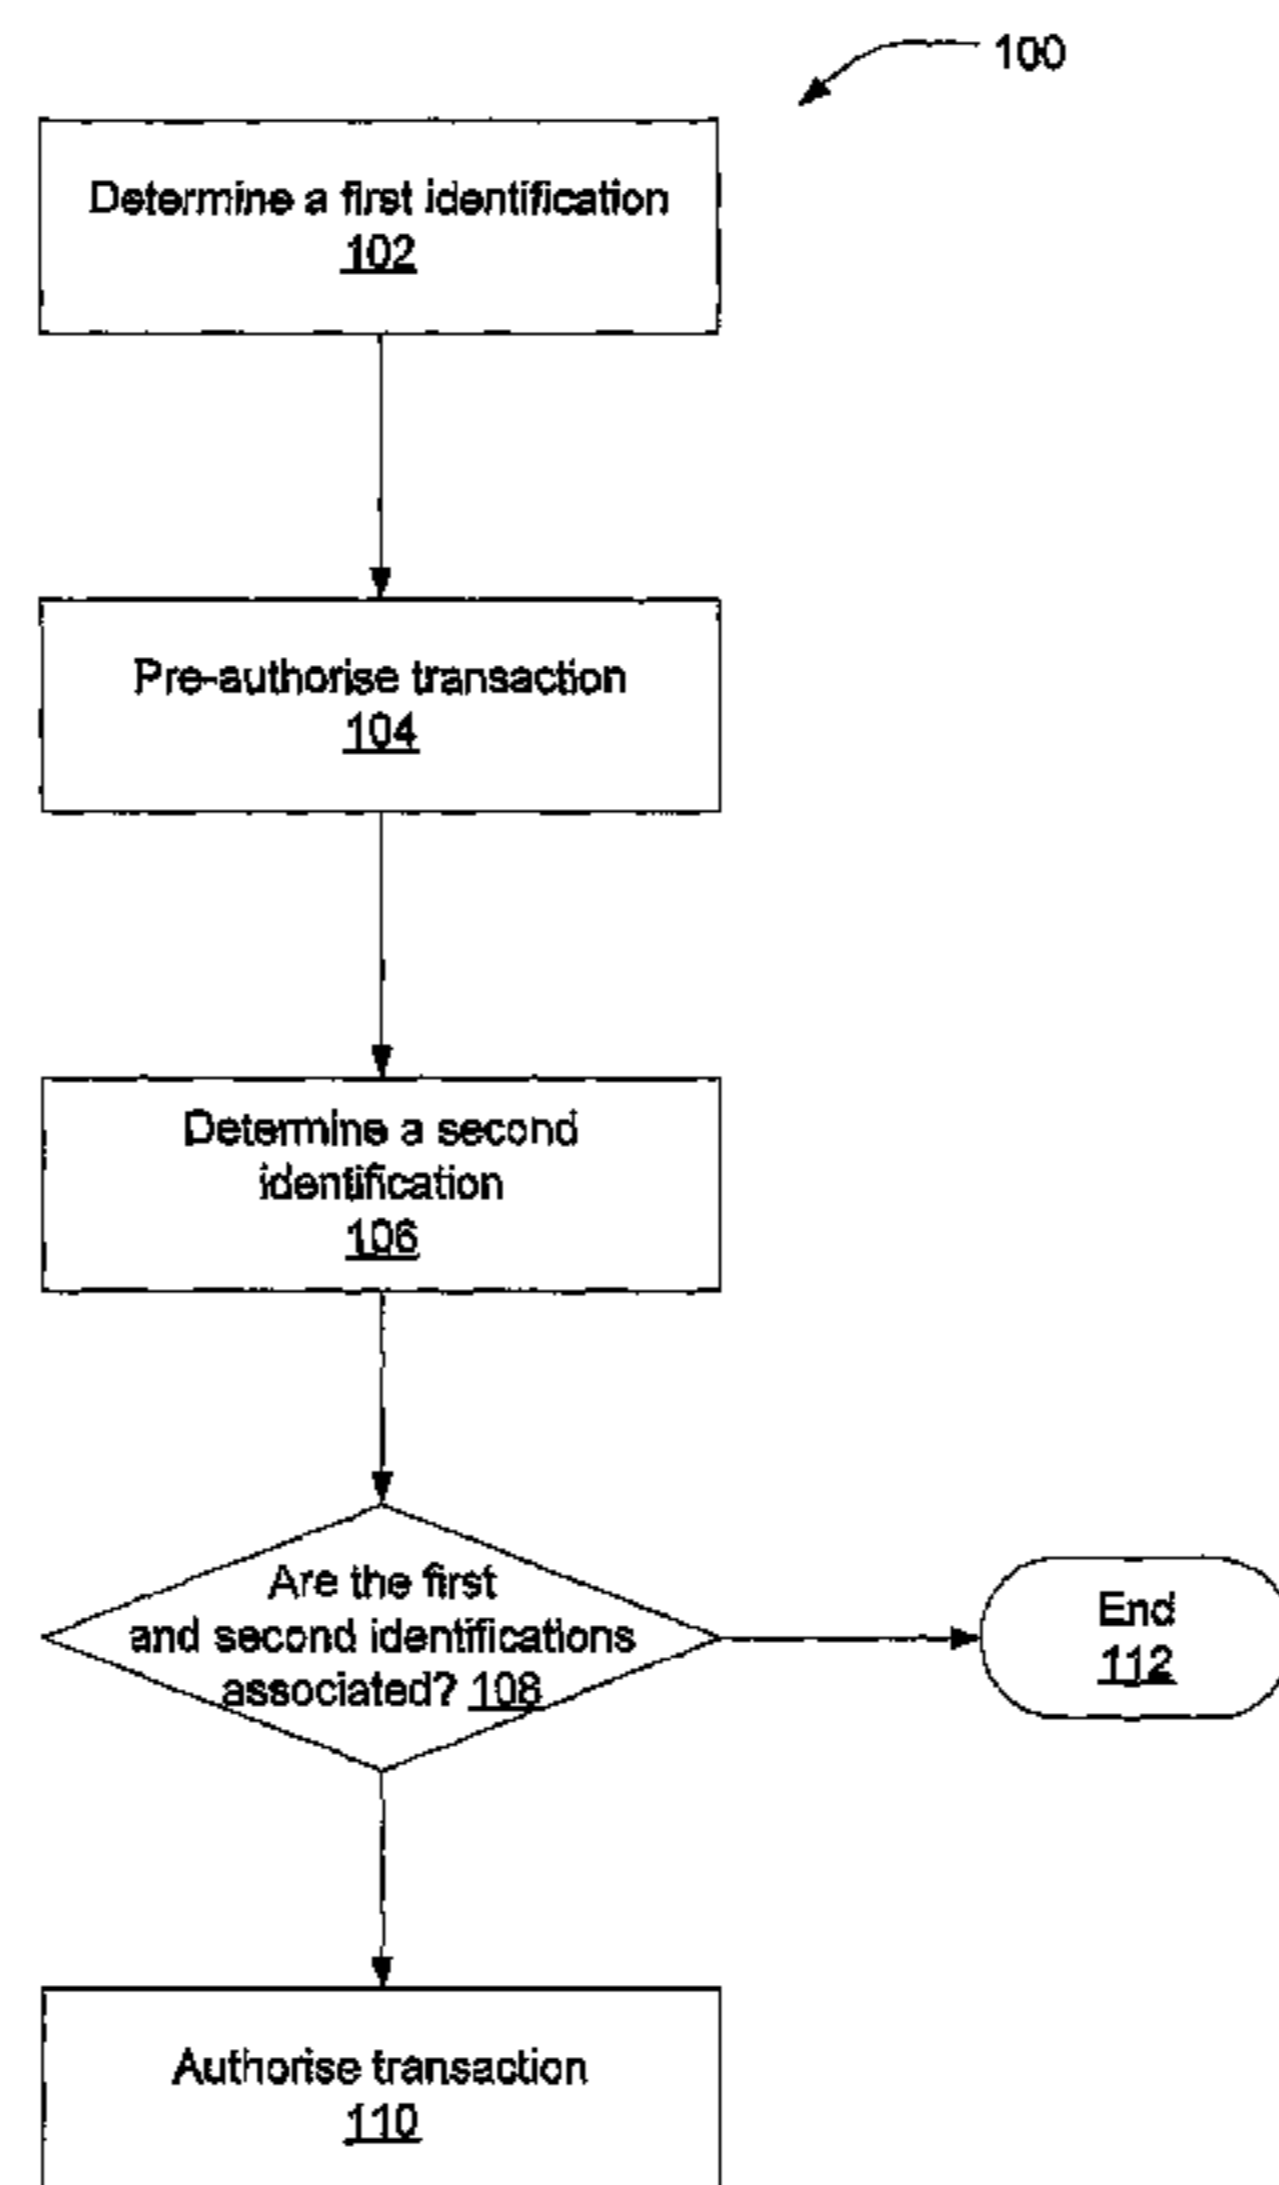 100
Determine a first identification
102
Pre-authorise transaction
104
Determine a second
identification
106
Are the first
and second identifications
associated? 108
End
112
Authorise transaction
110